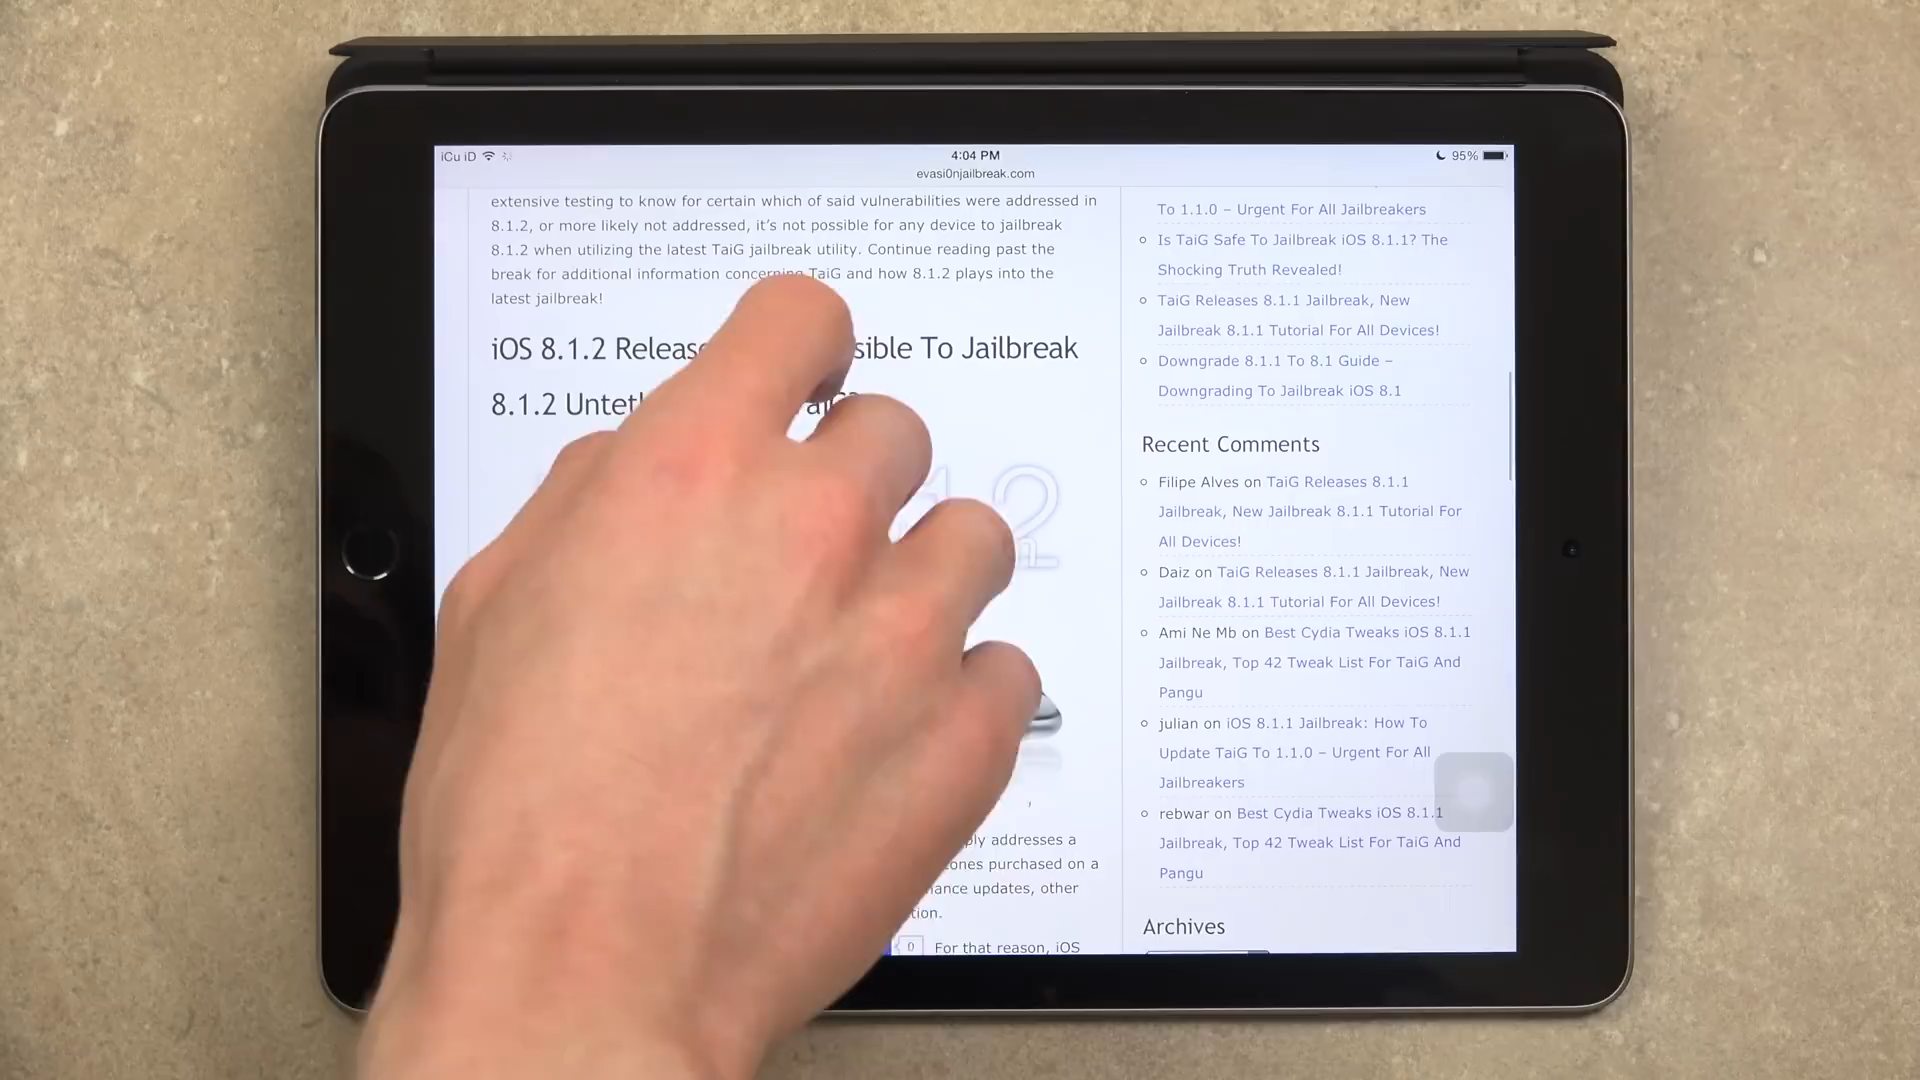 iCu iD
4:04 PM
95%
evasi0njailbreak.com
extensive testing to know for certain which of said vulnerabilities were addressed in
8.1.2, or more likely not addressed, it’s not possible for any device to jailbreak
8.1.2 when utilizing the latest TaiG jailbreak utility. Continue reading past the
break for additional information concerning TaiG and how 8.1.2 plays into the
latest jailbreak!
iOS 8.1.2 Releas sible To Jailbreak
8.1.2 Untet
.2
ply addresses a
tones purchased on a
nance updates, other
tion.
0 For that reason, iOS
To 1.1.0 – Urgent For All Jailbreakers
Is TaiG Safe To Jailbreak iOS 8.1.1? The
Shocking Truth Revealed!
TaiG Releases 8.1.1 Jailbreak, New
Jailbreak 8.1.1 Tutorial For All Devices!
Downgrade 8.1.1 To 8.1 Guide –
Downgrading To Jailbreak iOS 8.1
Recent Comments
Filipe Alves on TaiG Releases 8.1.1
Jailbreak, New Jailbreak 8.1.1 Tutorial For
All Devices!
Daiz on TaiG Releases 8.1.1 Jailbreak, New
Jailbreak 8.1.1 Tutorial For All Devices!
Ami Ne Mb on Best Cydia Tweaks iOS 8.1.1
Jailbreak, Top 42 Tweak List For TaiG And
Pangu
julian on iOS 8.1.1 Jailbreak: How To
Update TaiG To 1.1.0 – Urgent For All
Jailbreakers
rebwar on Best Cydia Tweaks iOS 8.1.1
Jailbreak, Top 42 Tweak List For TaiG And
Pangu
Archives